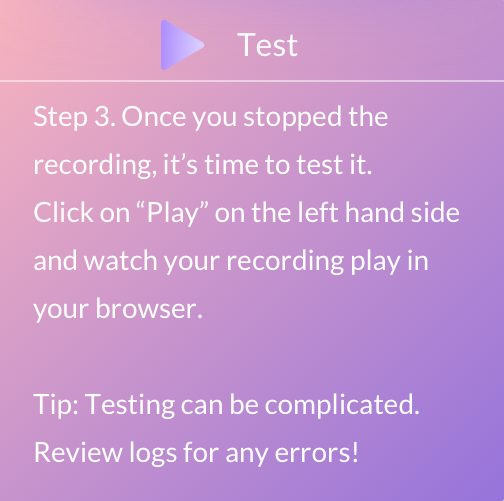 Test
Step 3. Once you stopped the
recording, it’s time to test it.
Click on “Play” on the left hand side
and watch your recording play in
your browser.
Tip: Testing can be complicated.
Review logs for any errors!